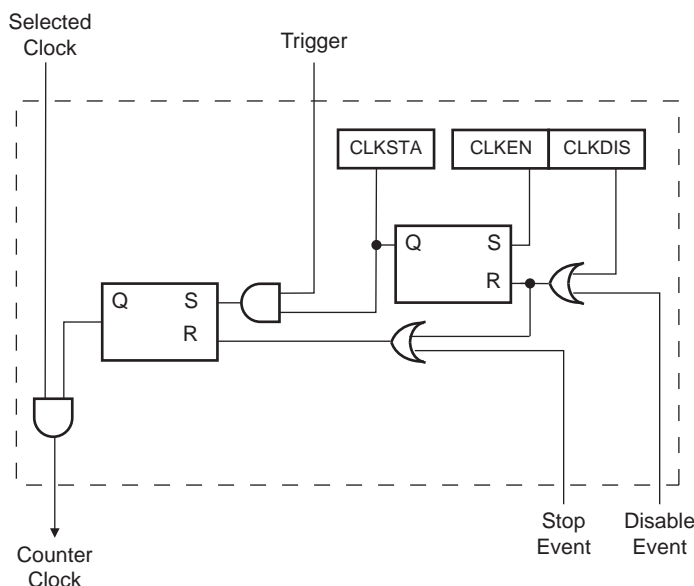 Selected
Clock
Trigger
CLKSTA
CLKEN
CLKDIS
Q
S
R
Q
S
R
Stop
Event
Disable
Event
Counter
Clock